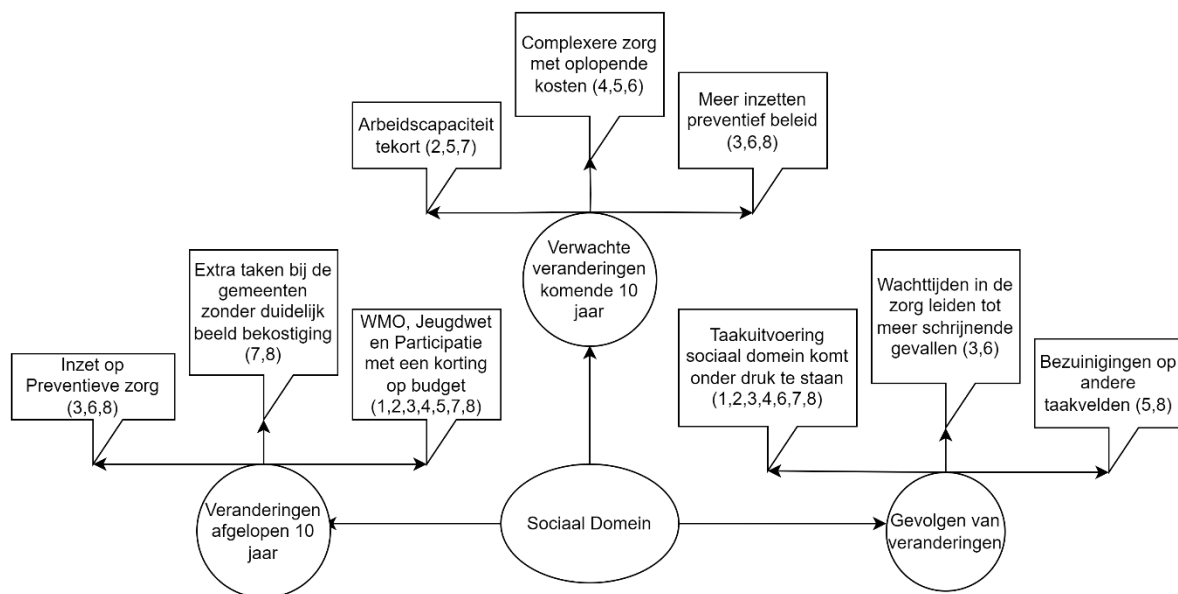 Complexere zorg
met oplopende
kosten (4,5,6)
Arbeidscapaciteit
tekort (2,5,7)
Meer inzetten
preventief beleid
(3,6,8)
Verwachte
veranderingen
komende 10
jaar
Extra taken bij de
gemeenten
zonder duidelijk
beeld bekostiging
(7,8)
Inzet op
Preventieve zorg
(3,6,8)
WMO, Jeugdwet
en Participatie
met een korting
op budget
(1,2,3,4,5,7,8)
Taakuitvoering
sociaal domein komt
onder druk te staan
(1,2,3,4,6,7,8)
Wachttijden in de
zorg leiden tot
meer schrijnende
gevallen (3,6)
Bezuinigingen op
andere
taakvelden (5,8)
Veranderingen
afgelopen 10
jaar
Sociaal Domein
Gevolgen van
veranderingen